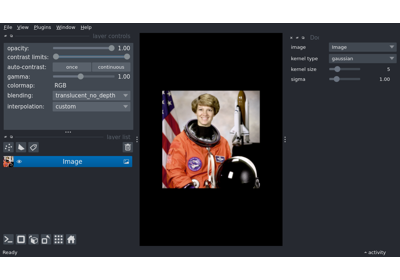 File View Plugins Window Help
layer controls
opacity: 1.00
contrast limits:
auto-contrast: once continuous
gamma: 1.00
colormap: RGB
blending: translucent_no_depth
interpolation: custom
layer list
Image
image Image
kernel type gaussian
kernel size 5
sigma 1.00
Ready
activity